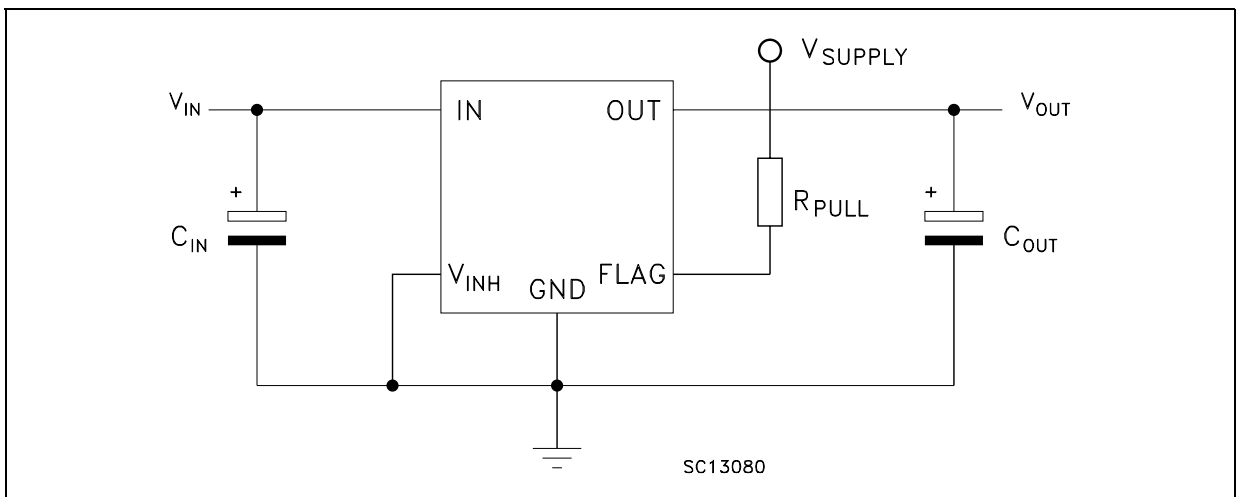 V_SUPPLY
V_IN
IN
OUT
V_OUT
+
+
R_PULL
C_IN
C_OUT
V_INH
FLAG
GND
SC13080